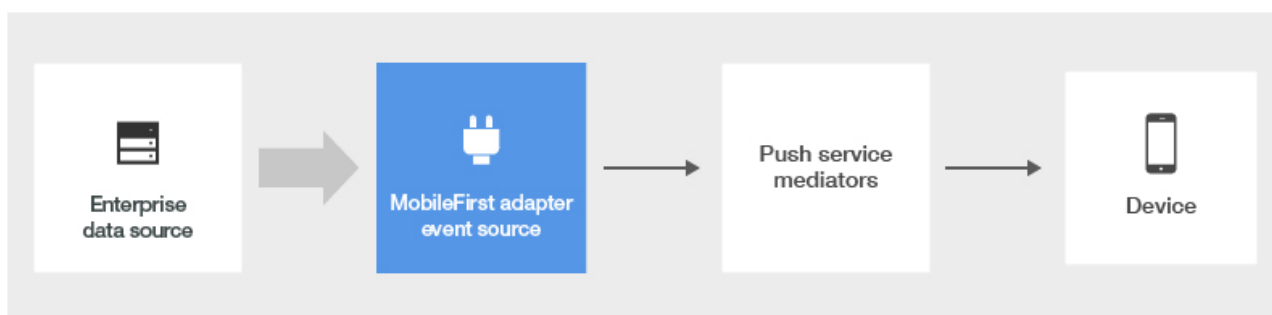 Enterprise
data source
MobileFirst adapter
event source
Push service
mediators
Device